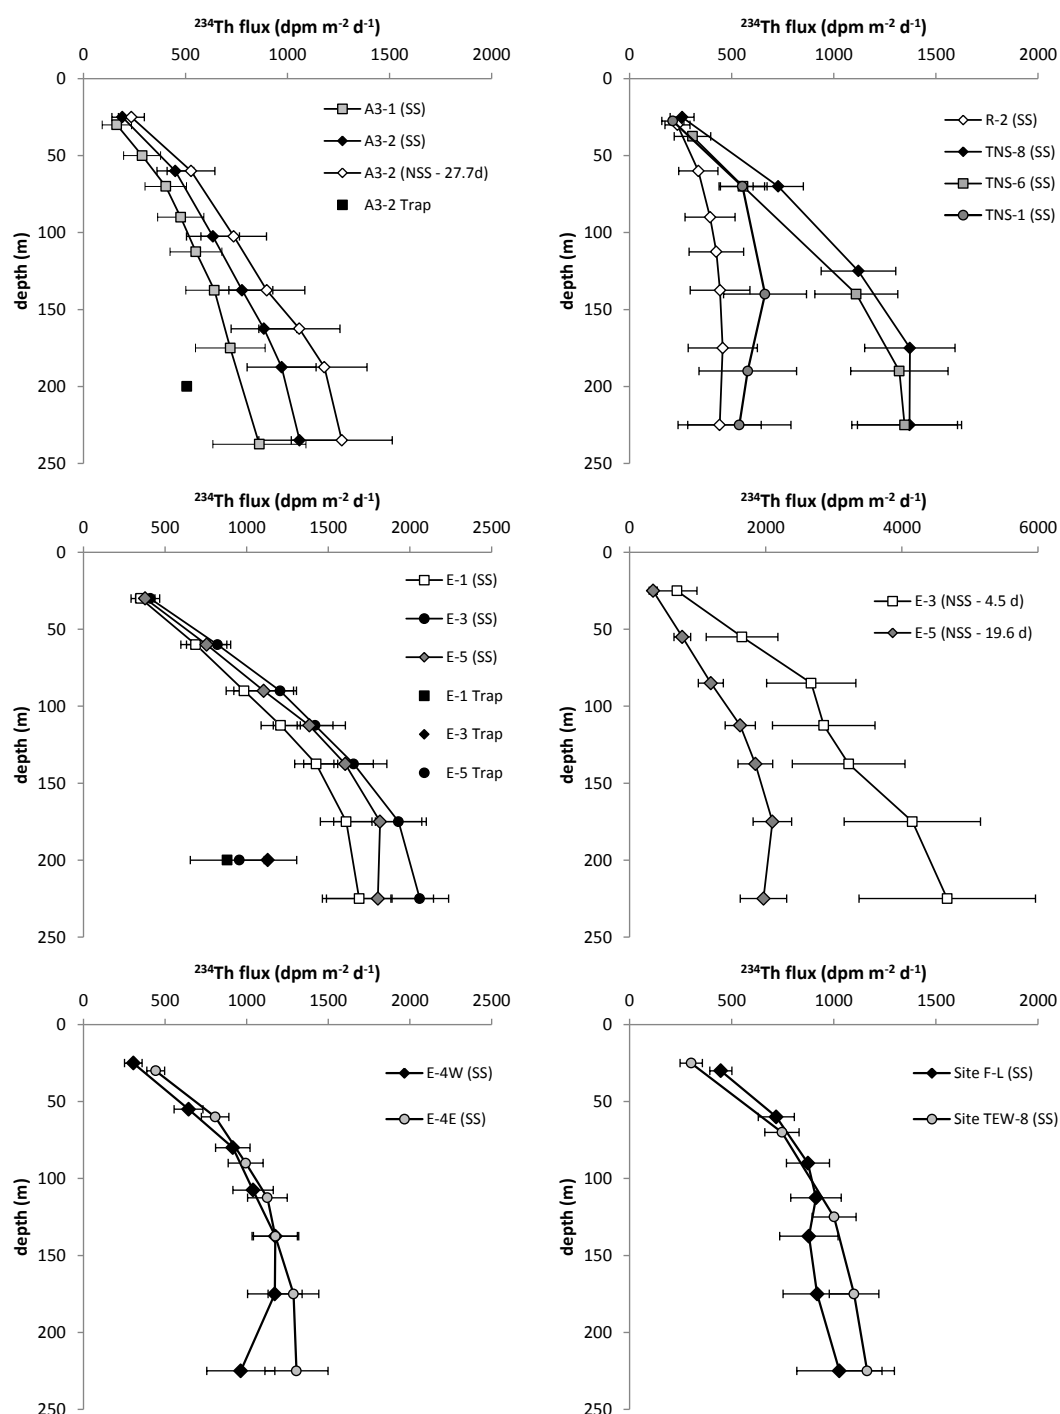 ²³⁴Th flux (dpm m⁻² d⁻¹)
0 500 1000 1500 2000
0
50
100
150
200
250
depth (m)
A3-1 (SS)
A3-2 (SS)
A3-2 (NSS - 27.7d)
A3-2 Trap
²³⁴Th flux (dpm m⁻² d⁻¹)
0 500 1000 1500 2000
0
50
100
150
200
250
depth (m)
R-2 (SS)
TNS-8 (SS)
TNS-6 (SS)
TNS-1 (SS)
²³⁴Th flux (dpm m⁻² d⁻¹)
0 500 1000 1500 2000 2500
0
50
100
150
200
250
depth (m)
E-1 (SS)
E-3 (SS)
E-5 (SS)
E-1 Trap
E-3 Trap
E-5 Trap
²³⁴Th flux (dpm m⁻² d⁻¹)
0 2000 4000 6000
0
50
100
150
200
250
depth (m)
E-3 (NSS - 4.5 d)
E-5 (NSS - 19.6 d)
²³⁴Th flux (dpm m⁻² d⁻¹)
0 500 1000 1500 2000 2500
0
50
100
150
200
250
depth (m)
E-4W (SS)
E-4E (SS)
²³⁴Th flux (dpm m⁻² d⁻¹)
0 500 1000 1500 2000
0
50
100
150
200
250
depth (m)
Site F-L (SS)
Site TEW-8 (SS)